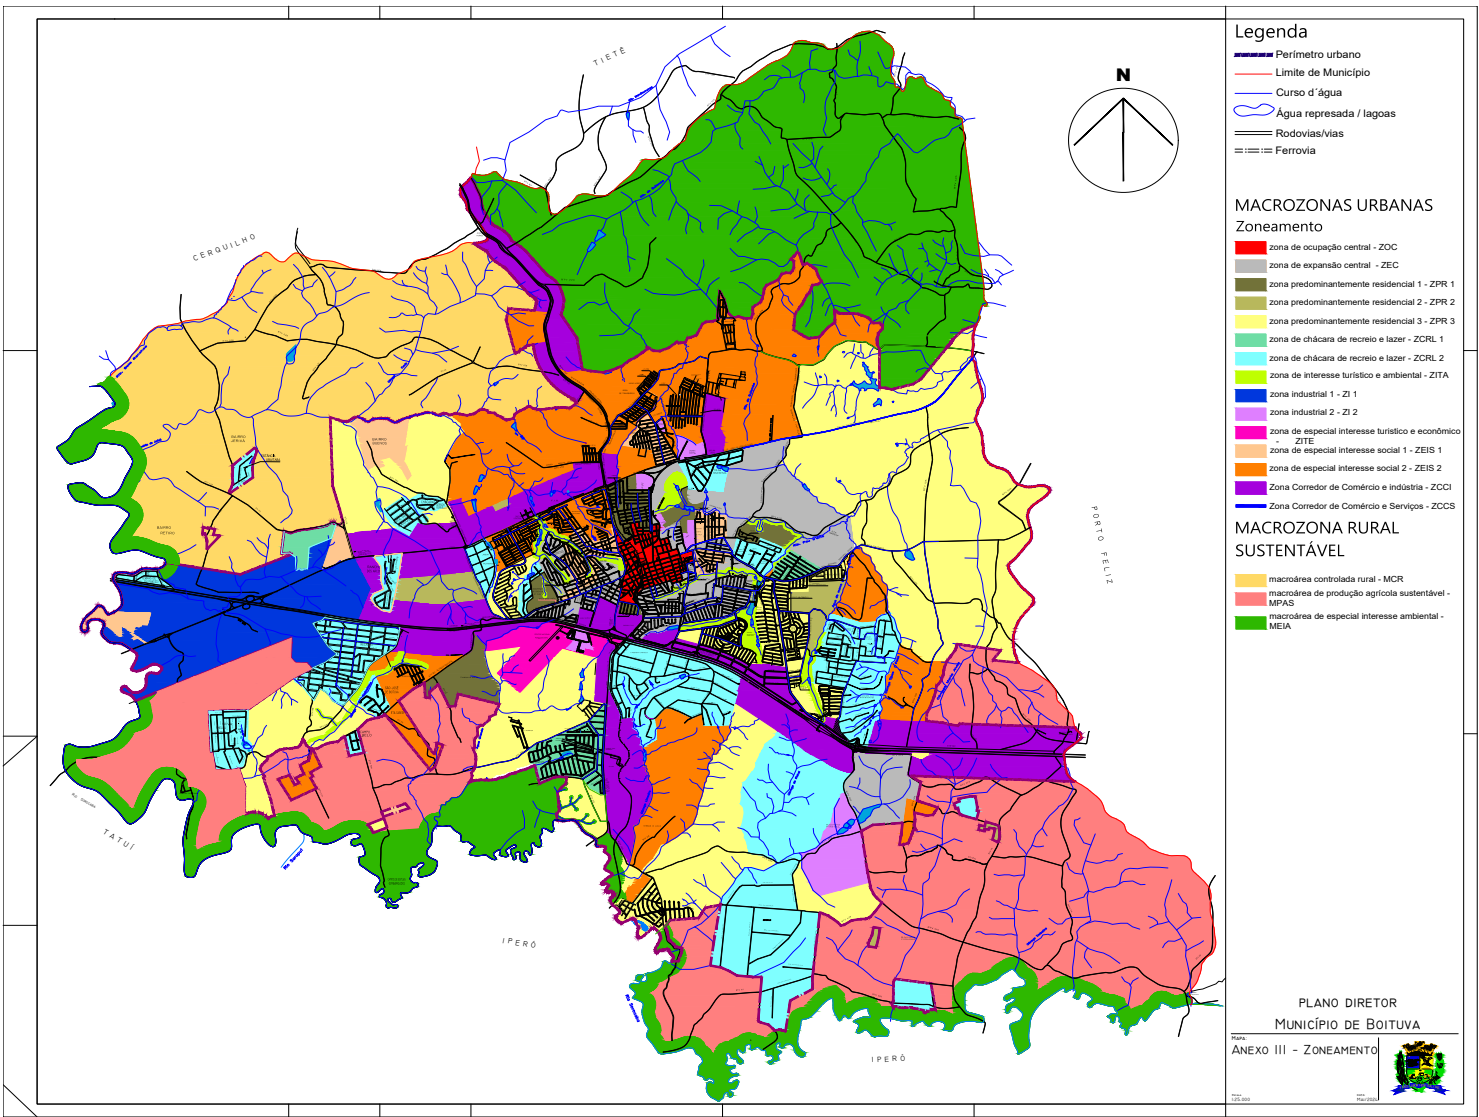 Legenda
Perímetro urbano
Limite de Município
Curso d´água
Água represada / lagoas
Rodovias/vias
Ferrovia
MACROZONAS URBANAS
Zoneamento
zona de ocupação central - ZOC
zona de expansão central - ZEC
zona predominantemente residencial 1 - ZPR 1
zona predominantemente residencial 2 - ZPR 2
zona predominantemente residencial 3 - ZPR 3
zona de chácara de recreio e lazer - ZCRL 1
zona de chácara de recreio e lazer - ZCRL 2
zona de interesse turístico e ambiental - ZITA
zona industrial 1 - ZI 1
zona industrial 2 - ZI 2
zona de especial interesse turistico e econômico
- ZITE
zona de especial interesse social 1 - ZEIS 1
zona de especial interesse social 2 - ZEIS 2
Zona Corredor de Comércio e indústria - ZCCI
Zona Corredor de Comércio e Serviços - ZCCS
MACROZONA RURAL
SUSTENTÁVEL
macroárea controlada rural - MCR
macroárea de produção agrícola sustentável -
MPAS
macroárea de especial interesse ambiental -
MEIA
N
TIETÊ
CERQUILHO
PORTO FELIZ
TATUÍ
IPERÓ
IPERÓ
PLANO DIRETOR
MUNICÍPIO DE BOITUVA
MAPA:
ANEXO III - ZONEAMENTO